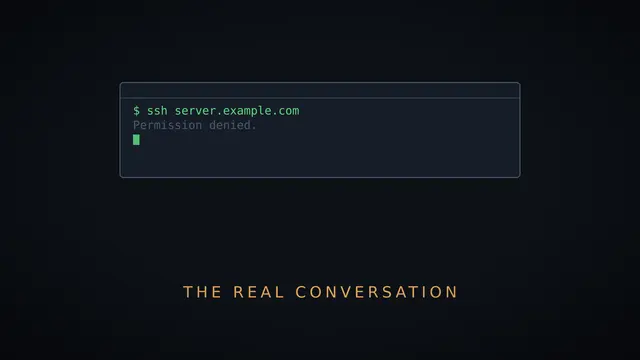 $ ssh server.example.com
Permission denied.
THE REAL CONVERSATION